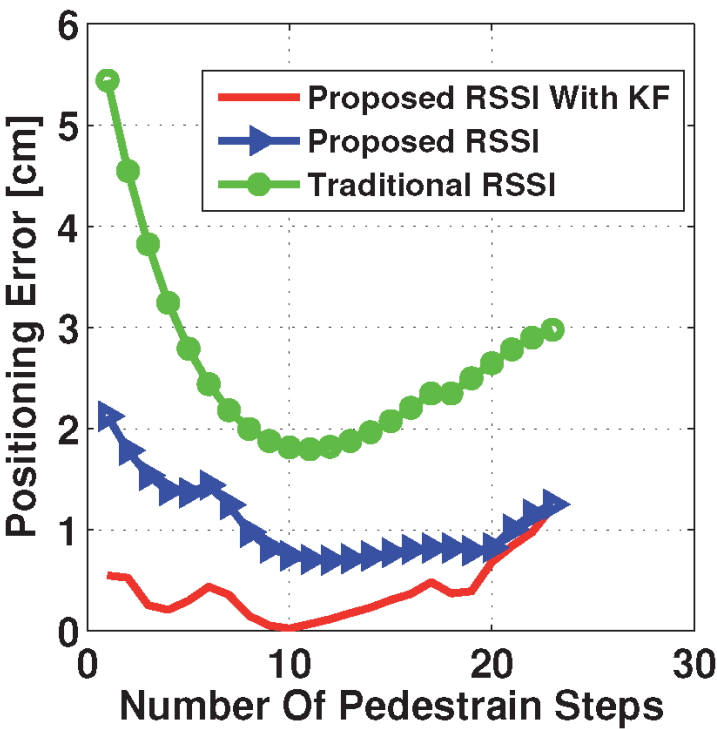 6
5
4
3
2
1
0
Positioning Error [cm]
Proposed RSSI With KF
Proposed RSSI
Traditional RSSI
0 10 20 30
Number Of Pedestrain Steps